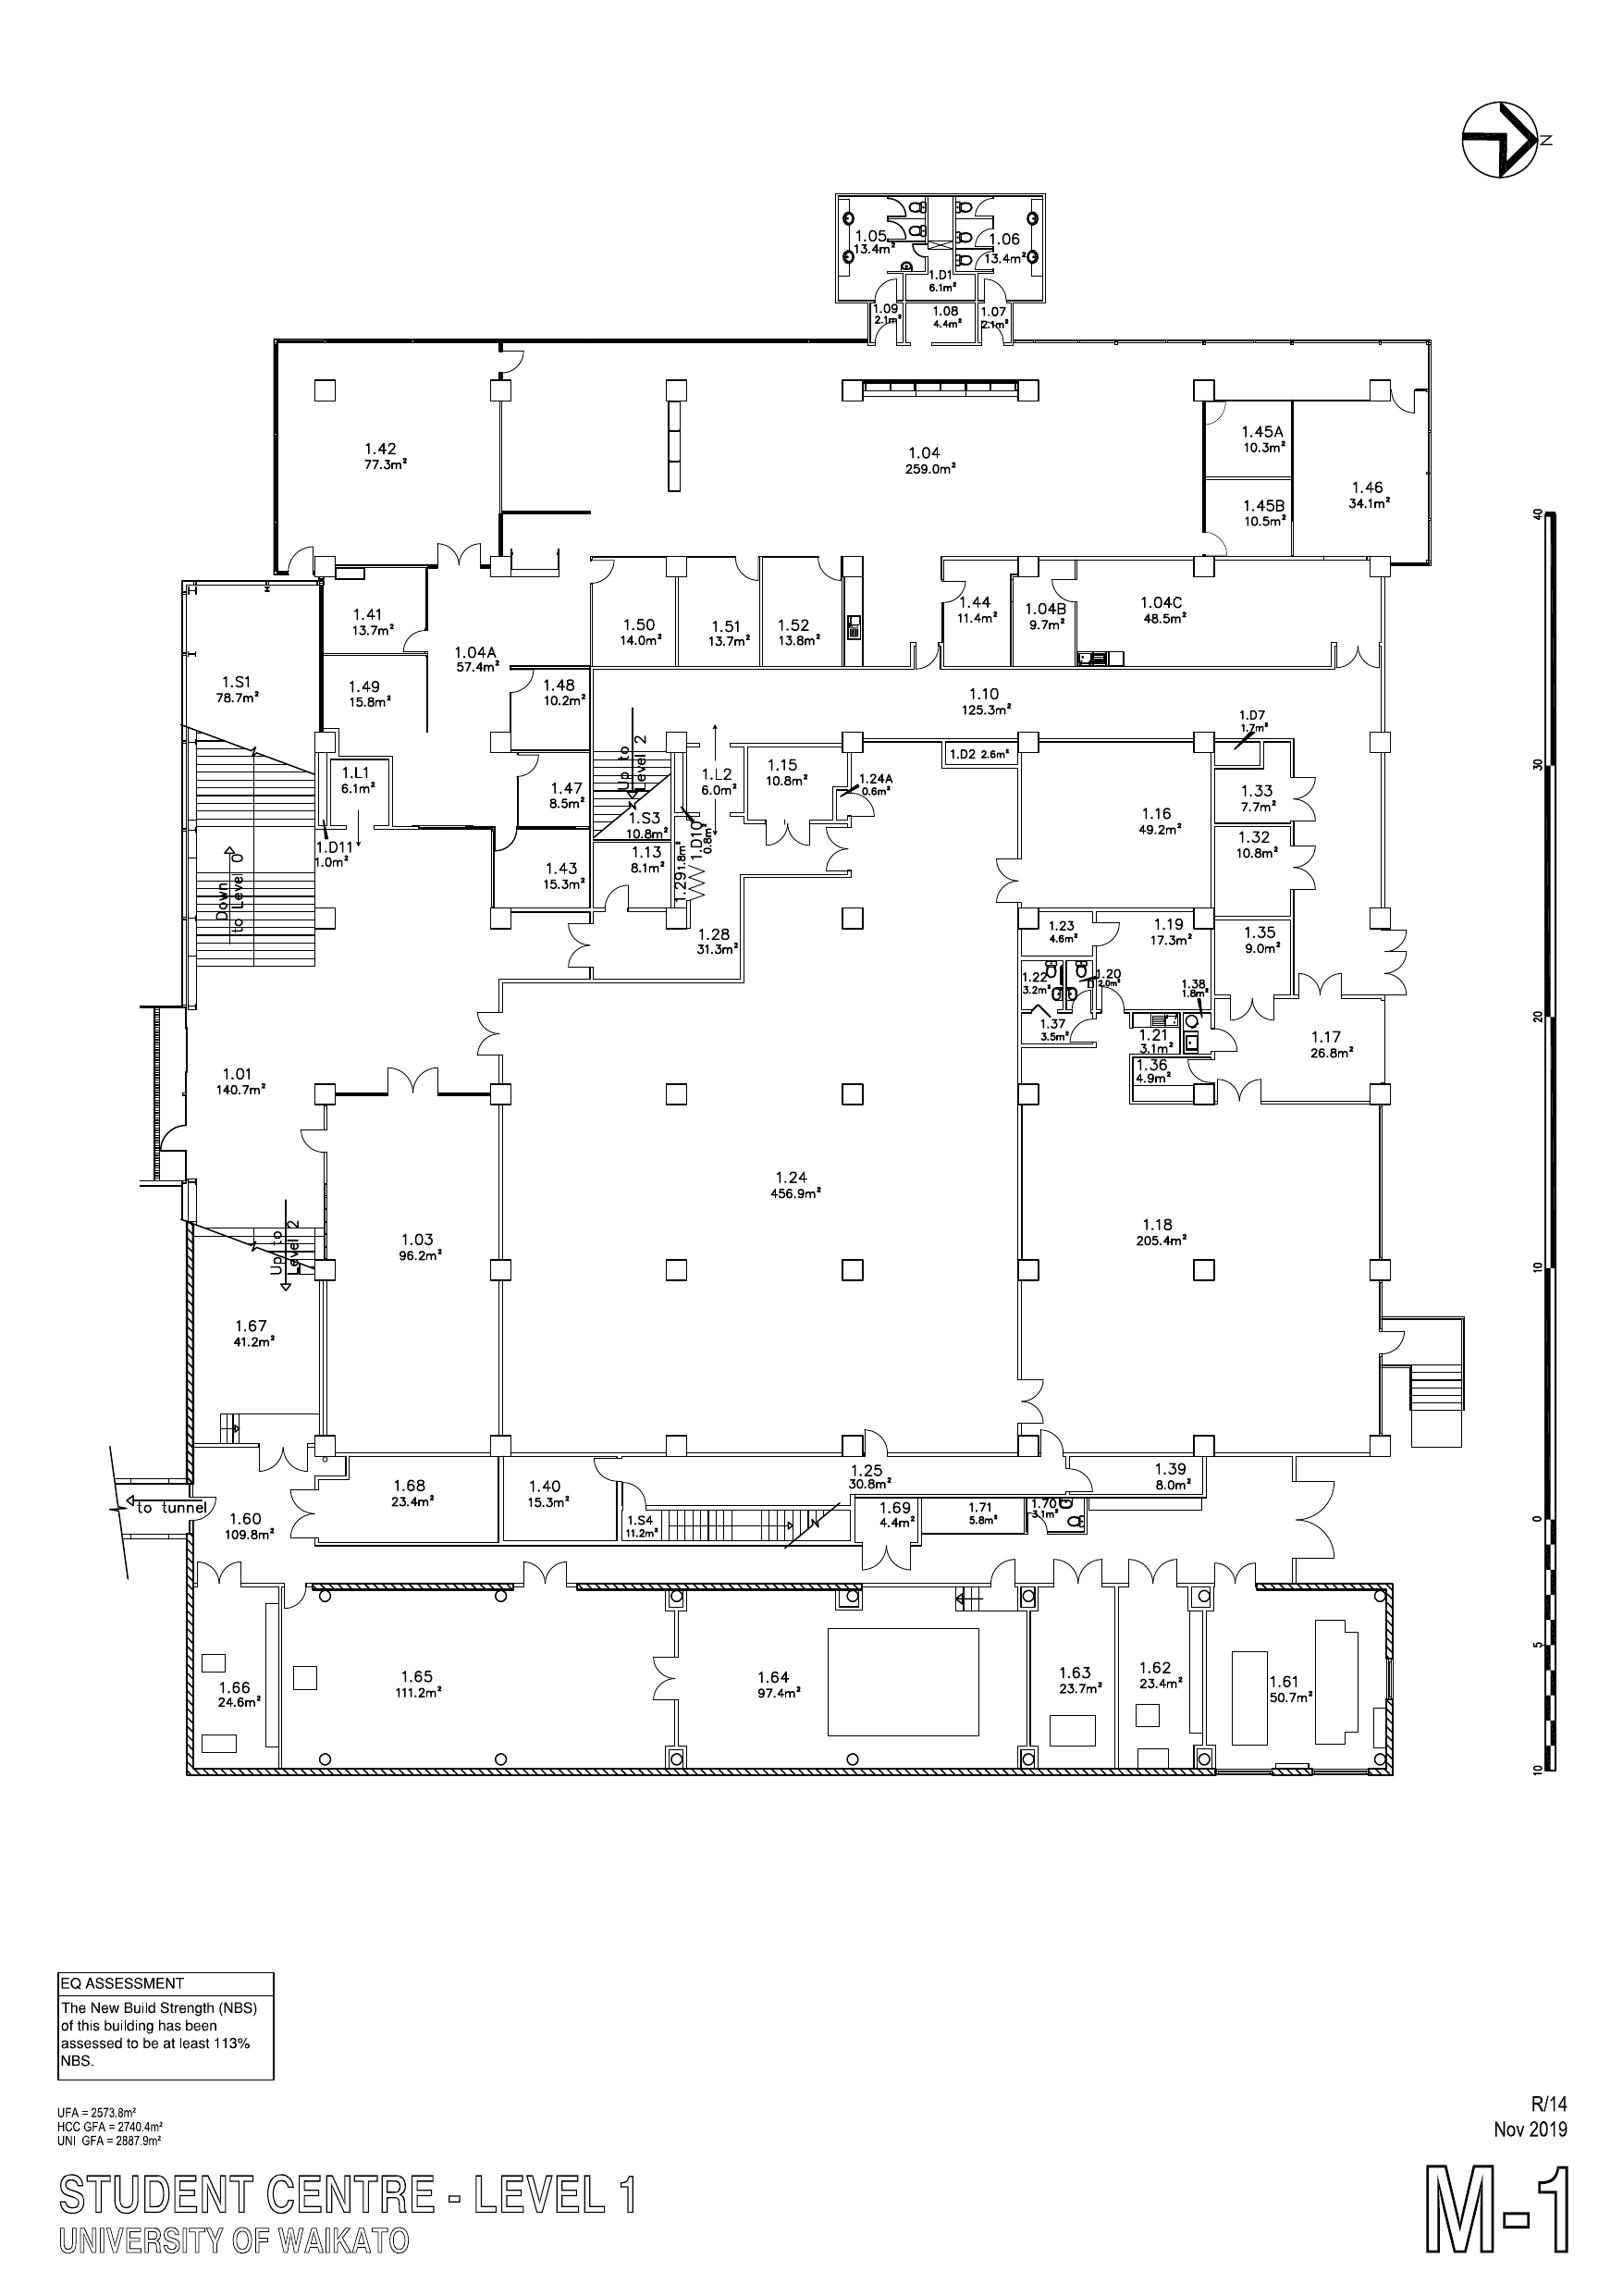 N
1.05
13.4m²
1.06
13.4m²
1.D1
6.1m²
1.09
2.1m²
1.08
4.4m²
1.07
2.1m²
1.42
77.3m²
1.04
259.0m²
1.45A
10.3m²
1.45B
10.5m²
1.46
34.1m²
40
1.41
13.7m²
1.04A
57.4m²
1.50
14.0m²
1.51
13.7m²
1.52
13.8m²
1.44
11.4m²
1.04B
9.7m²
1.04C
48.5m²
1.S1
78.7m²
1.49
15.8m²
1.48
10.2m²
1.10
125.3m²
1.D7
1.7m²
Up to
Level 2
1.L1
6.1m²
1.47
8.5m²
1.L2
6.0m²
1.15
10.8m²
1.D2 2.6m²
1.24A
0.6m²
30
1.S3
10.8m²
1.16
49.2m²
1.33
7.7m²
1.32
10.8m²
1.D11
1.0m²
1.43
15.3m²
1.13
8.1m²
1.29
1.8m²
1.D10
0.8m²
Down
to Level 0
1.28
31.3m²
1.23
4.6m²
1.19
17.3m²
1.35
9.0m²
1.22
3.2m²
1.20
2.0m²
1.38
1.8m²
1.37
3.5m²
1.21
3.1m²
1.36
4.9m²
1.17
26.8m²
20
1.01
140.7m²
1.24
456.9m²
1.03
96.2m²
1.18
205.4m²
Up to
Level 2
10
1.67
41.2m²
1.68
23.4m²
1.40
15.3m²
1.25
30.8m²
1.39
8.0m²
to tunnel
1.60
109.8m²
1.S4
11.2m²
1.69
4.4m²
1.71
5.8m²
1.70
3.1m²
0
1.66
24.6m²
1.65
111.2m²
1.64
97.4m²
1.63
23.7m²
1.62
23.4m²
1.61
50.7m²
5
10
EQ ASSESSMENT
The New Build Strength (NBS)
of this building has been
assessed to be at least 113%
NBS.
UFA = 2573.8m²
HCC GFA = 2740.4m²
UNI GFA = 2887.9m²
R/14
Nov 2019
STUDENT CENTRE - LEVEL 1
UNIVERSITY OF WAIKATO
M-1